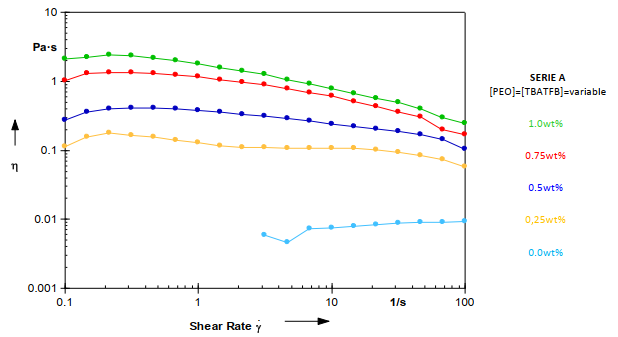 10
Pa·s
1
0.1
η
0.01
0.001
0.1
1
10
1/s
100
Shear Rate γ̇
SERIE A
[PEO]=[TBATFB]=variable
1.0wt%
0.75wt%
0.5wt%
0,25wt%
0.0wt%